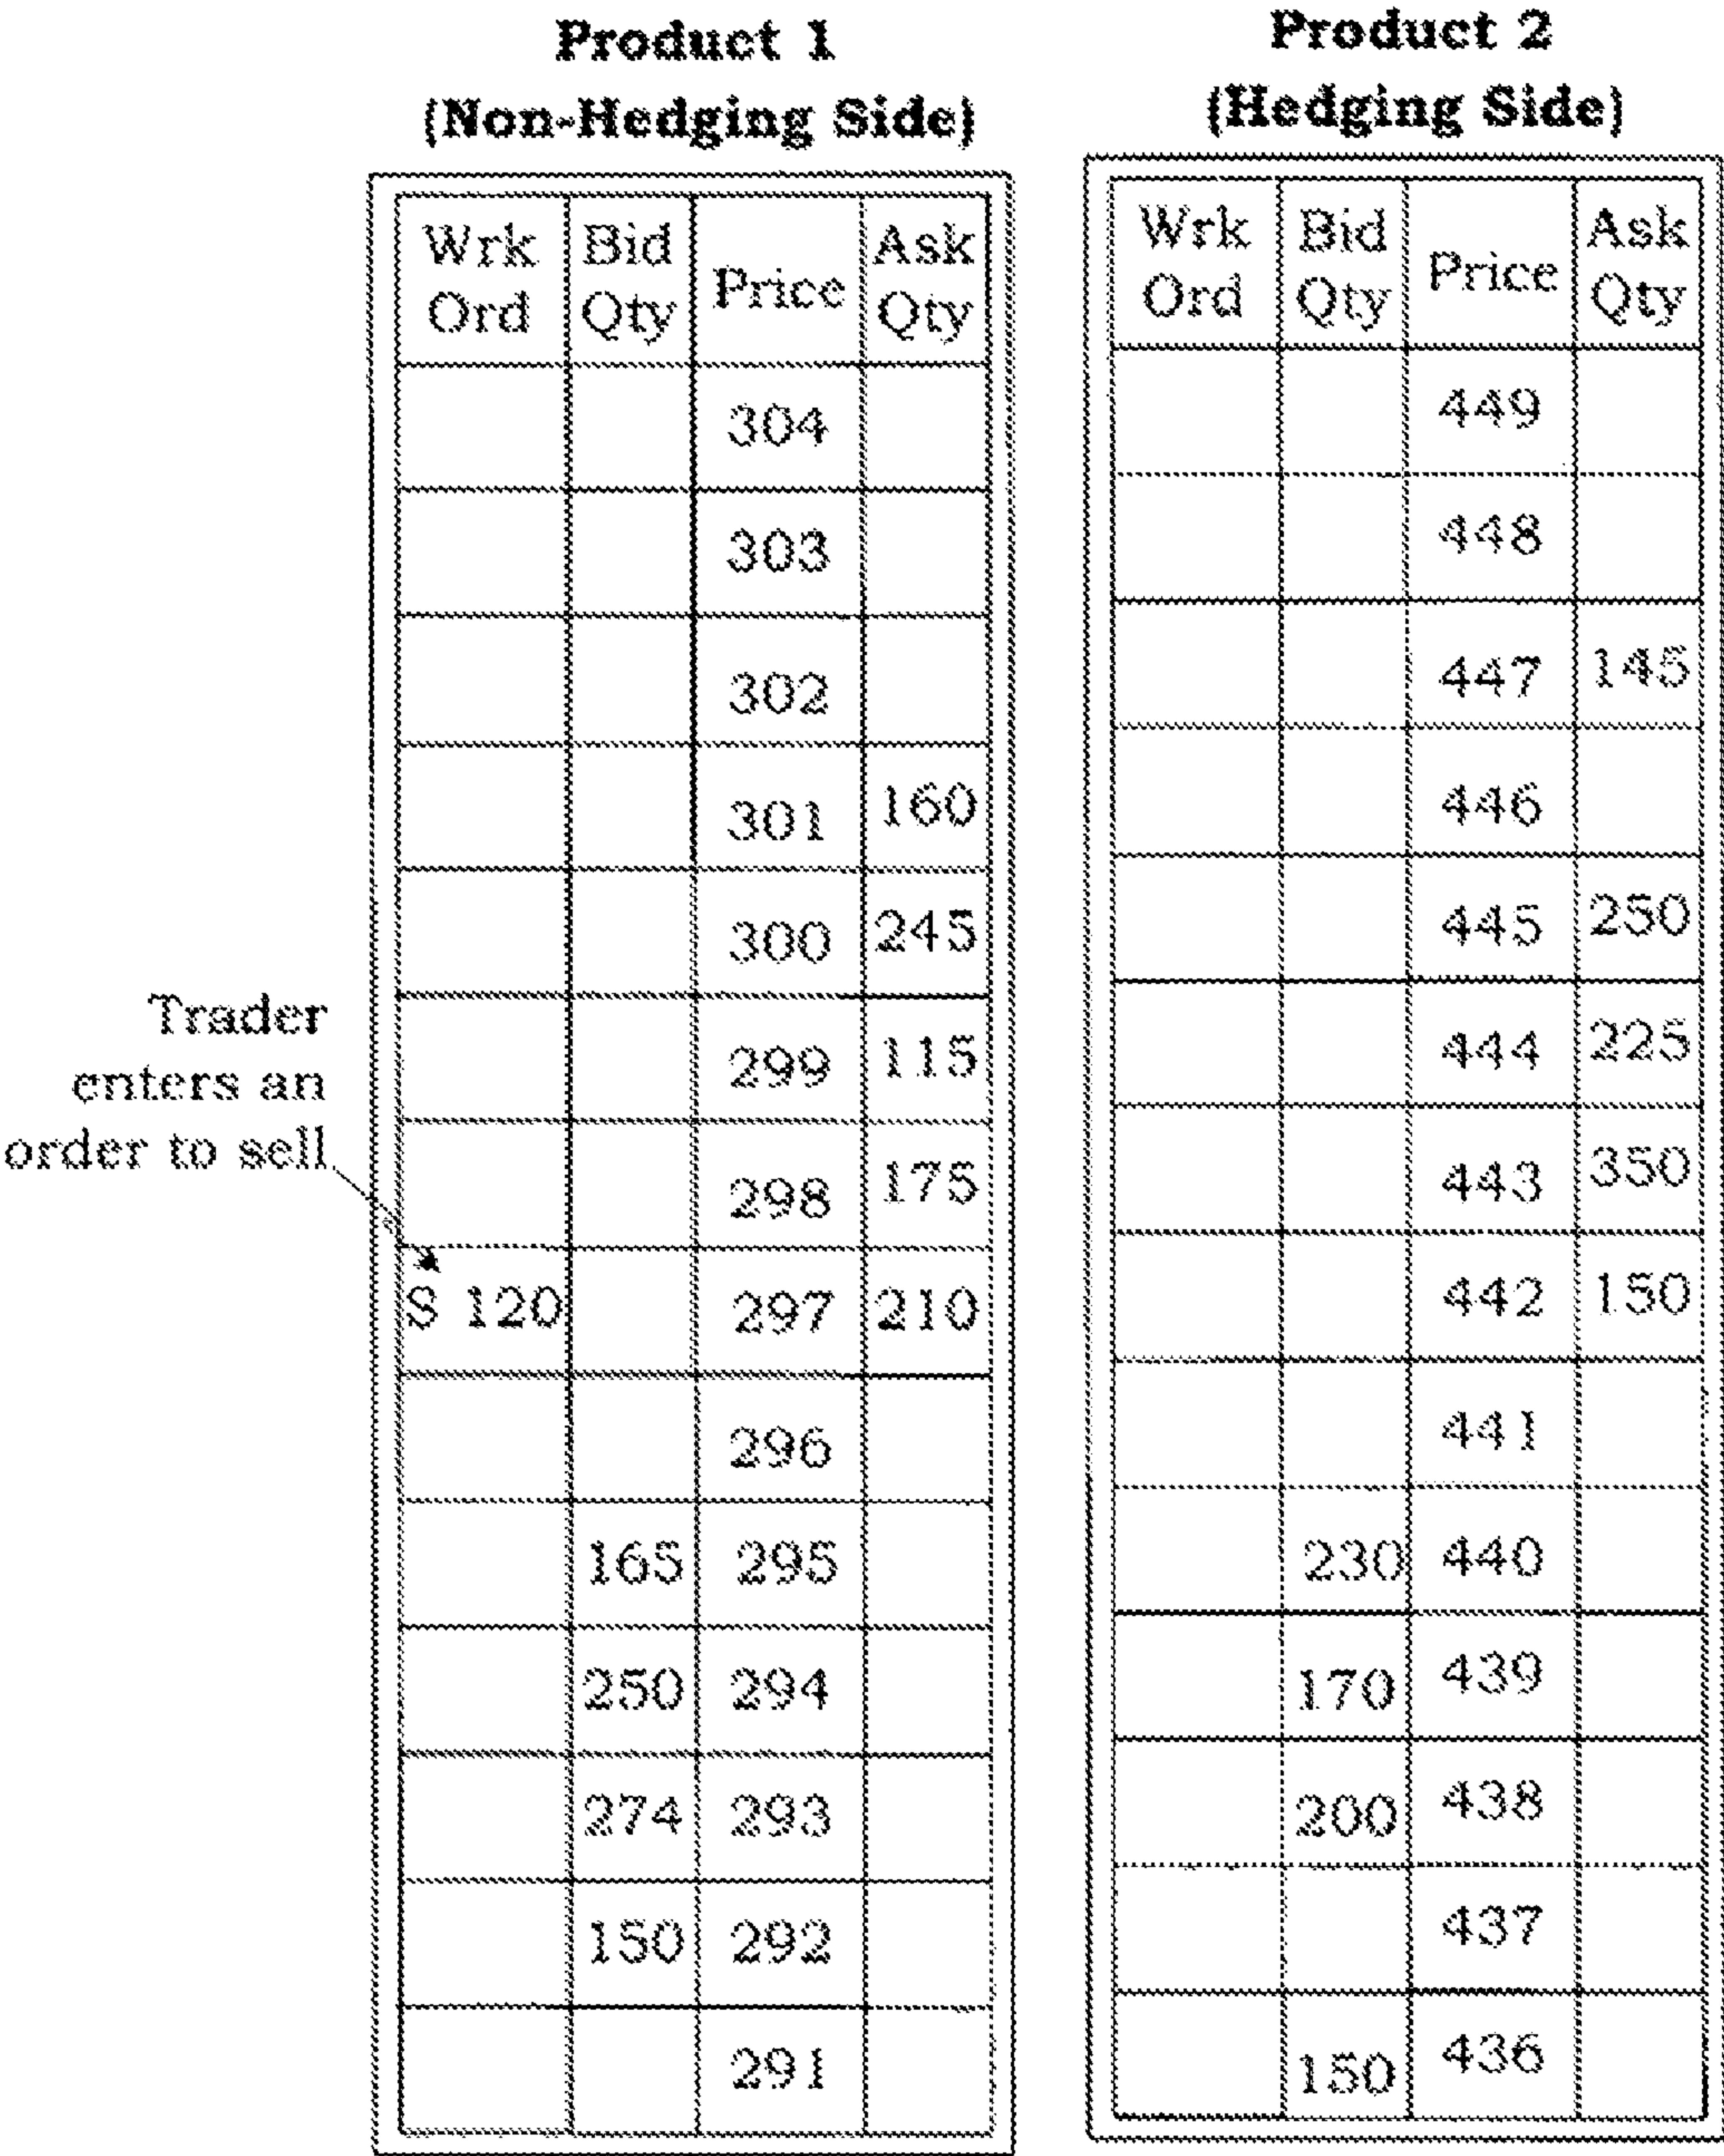 Product 1
(Non-Hedging Side)
Wrk Ord Bid Qty Price Ask Qty
304
303
302
301 160
300 245
299 115
298 175
S 120 297 210
296
165 295
250 294
274 293
150 292
291
Trader
enters an
order to sell
Product 2
(Hedging Side)
Wrk Ord Bid Qty Price Ask Qty
449
448
447 145
446
445 250
444 225
443 350
442 150
441
230 440
170 439
200 438
437
150 436